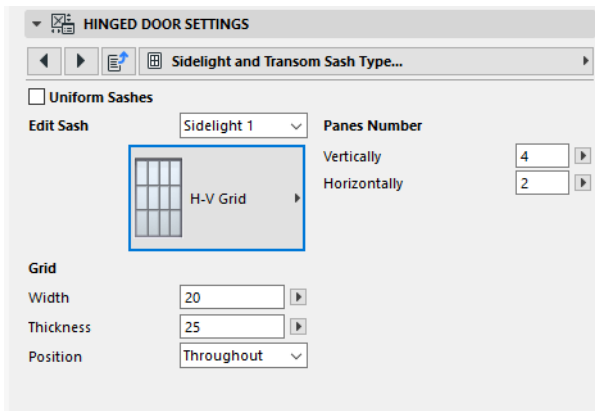 HINGED DOOR SETTINGS
Sidelight and Transom Sash Type...
Uniform Sashes
Edit Sash
Sidelight 1
H-V Grid
Panes Number
Vertically 4
Horizontally 2
Grid
Width 20
Thickness 25
Position Throughout